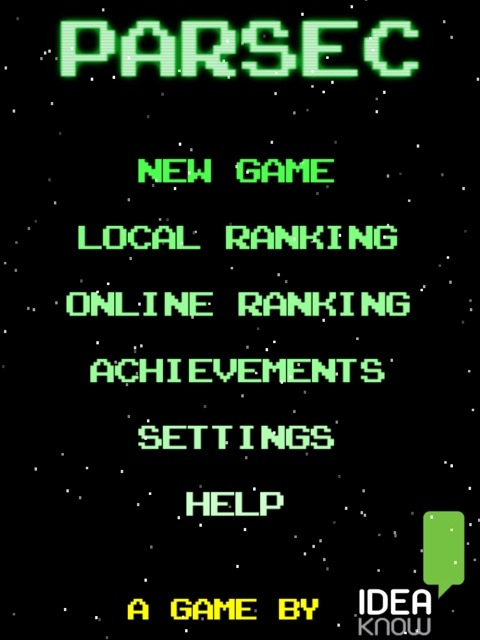 PARSEC
NEW GAME
LOCAL RANKING
ONLINE RANKING
ACHIEVEMENTS
SETTINGS
HELP
A GAME BY IDEA
KNOW